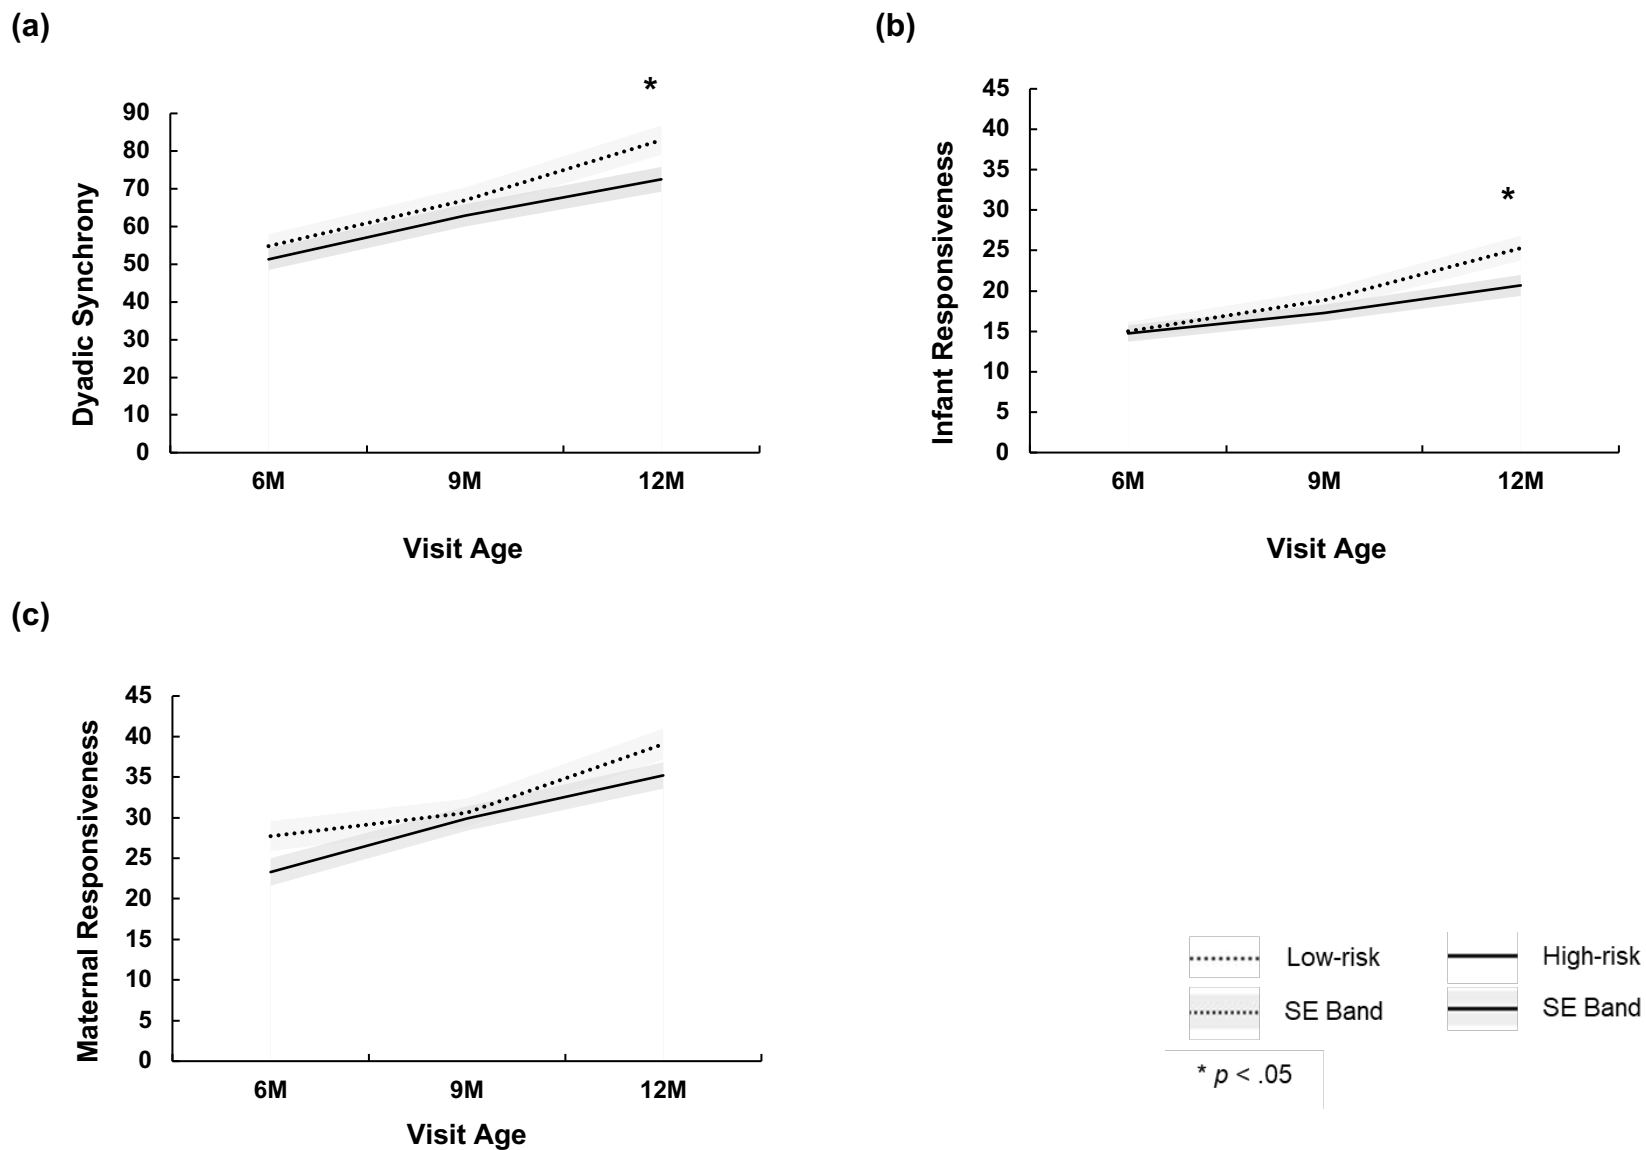 (a)
*
90
80
70
60
50
40
30
20
10
0
Dyadic Synchrony
6M 9M 12M
Visit Age
(b)
*
45
40
35
30
25
20
15
10
5
0
Infant Responsiveness
6M 9M 12M
Visit Age
(c)
45
40
35
30
25
20
15
10
5
0
Maternal Responsiveness
6M 9M 12M
Visit Age
Low-risk High-risk
SE Band SE Band
* p < .05